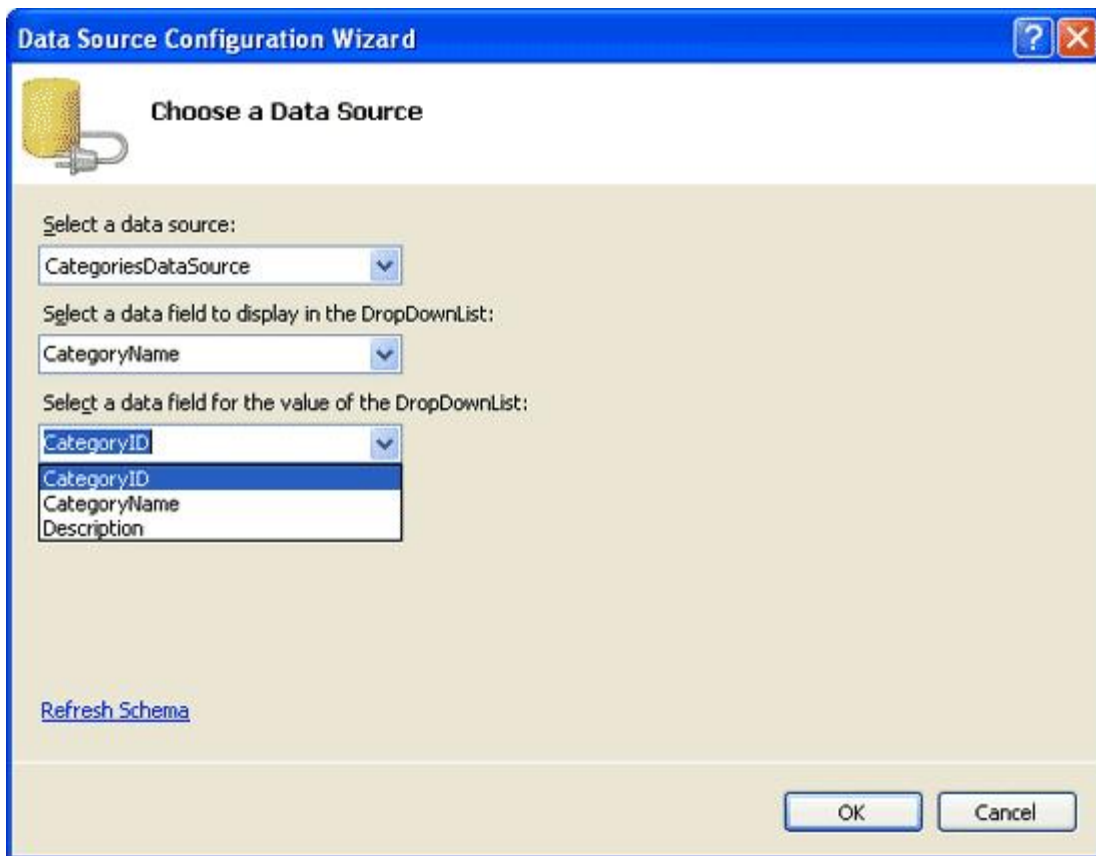 Data Source Configuration Wizard
?
Choose a Data Source
Select a data source:
CategoriesDataSource
Select a data field to display in the DropDownList:
CategoryName
Select a data field for the value of the DropDownList:
CategoryID
CategoryID
CategoryName
Description
Refresh Schema
OK Cancel